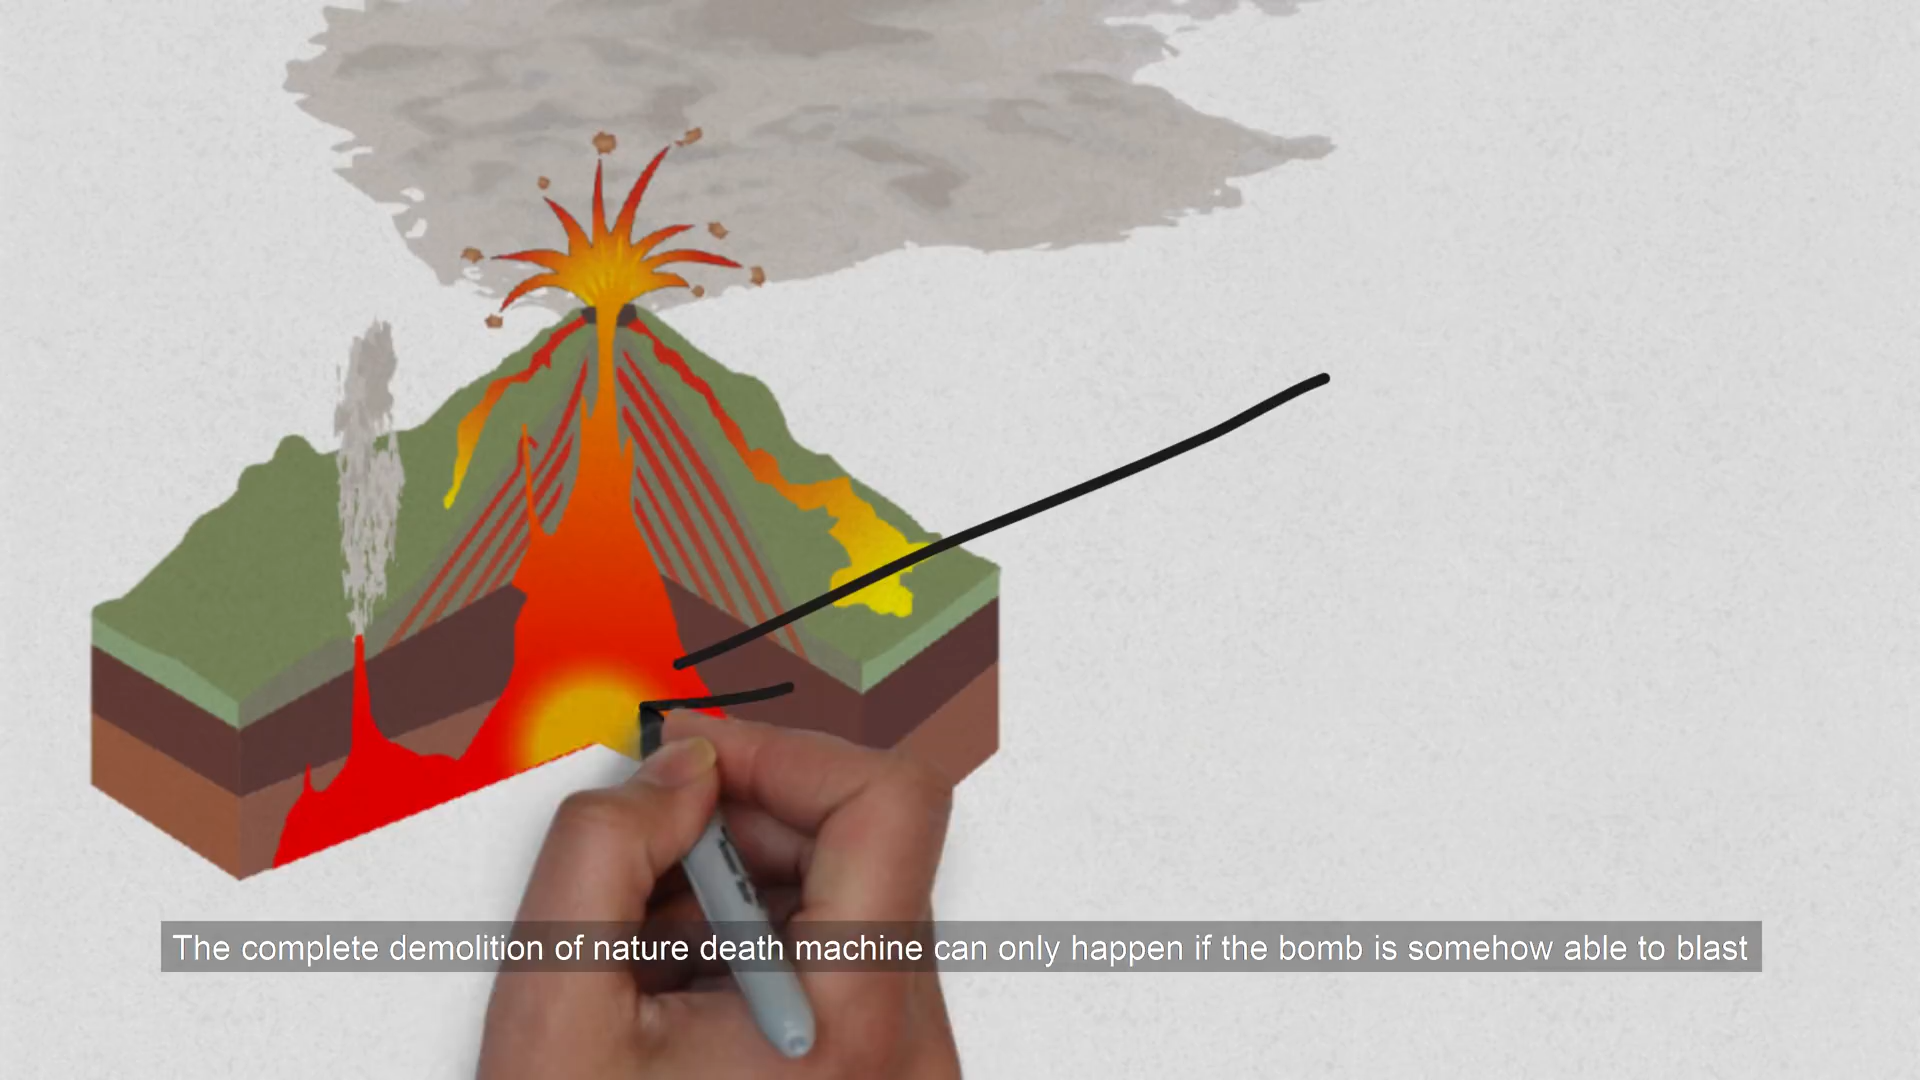 The complete demolition of nature death machine can only happen if the bomb is somehow able to blast